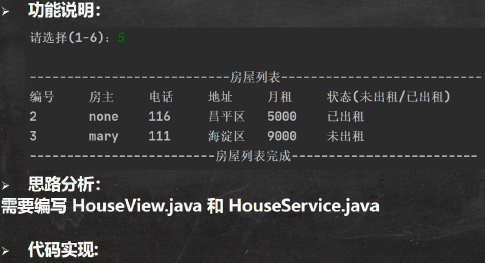 功能说明:
请选择(1-6): 5
----------------------------房屋列表----------------------------
编号 房主 电话 地址 月租 状态(未出租/已出租)
2 none 116 昌平区 5000 已出租
3 mary 111 海淀区 9000 未出租
--------------------------房屋列表完成--------------------------
思路分析:
需要编写 HouseView.java 和 HouseService.java
代码实现: